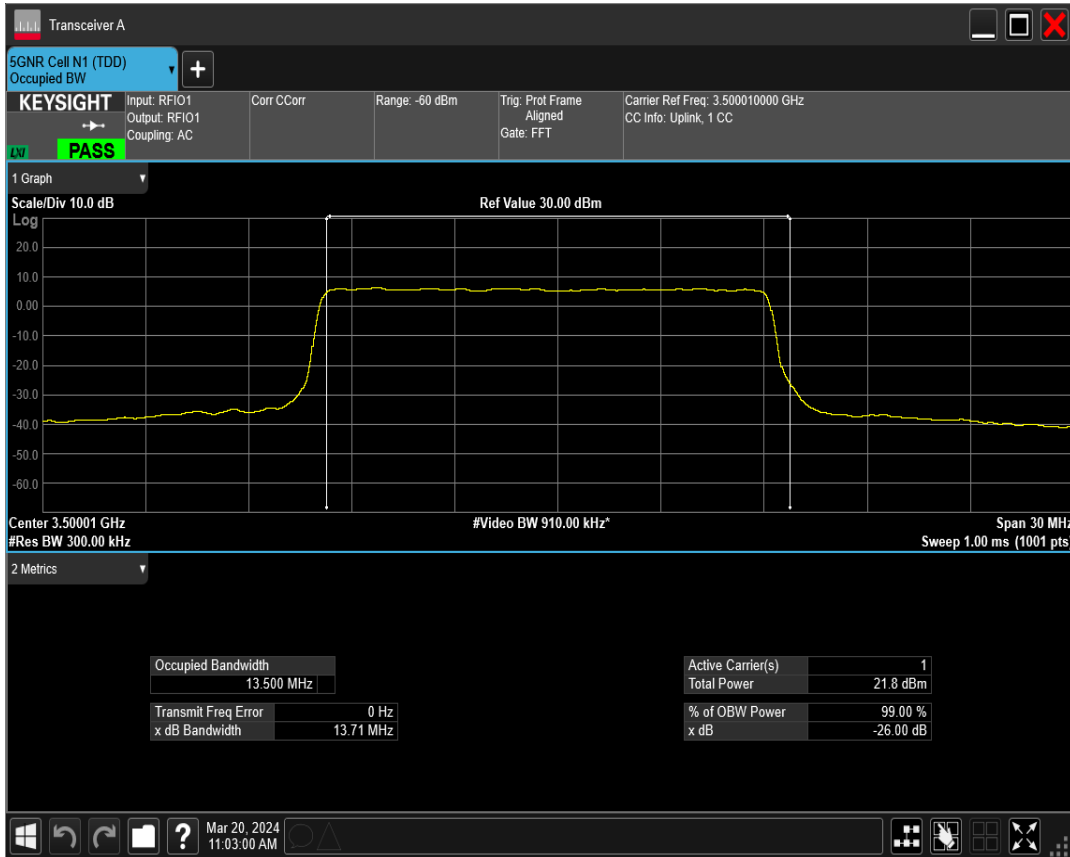 Transceiver A
5GNR Cell N1 (TDD)
Occupied BW
+
KEYSIGHT
LXI
PASS
Input: RFIO1
Output: RFIO1
Coupling: AC
Corr CCorr
Range: -60 dBm
Trig: Prot Frame
Aligned
Gate: FFT
Carrier Ref Freq: 3.500010000 GHz
CC Info: Uplink, 1 CC
1 Graph
Scale/Div 10.0 dB
Ref Value 30.00 dBm
Log
20.0
10.0
0.00
-10.0
-20.0
-30.0
-40.0
-50.0
-60.0
Center 3.50001 GHz
#Video BW 910.00 kHz*
Span 30 MHz
#Res BW 300.00 kHz
Sweep 1.00 ms (1001 pts)
2 Metrics
Occupied Bandwidth
13.500 MHz
Transmit Freq Error 0 Hz
x dB Bandwidth 13.71 MHz
Active Carrier(s) 1
Total Power 21.8 dBm
% of OBW Power 99.00 %
x dB -26.00 dB
?
Mar 20, 2024
11:03:00 AM